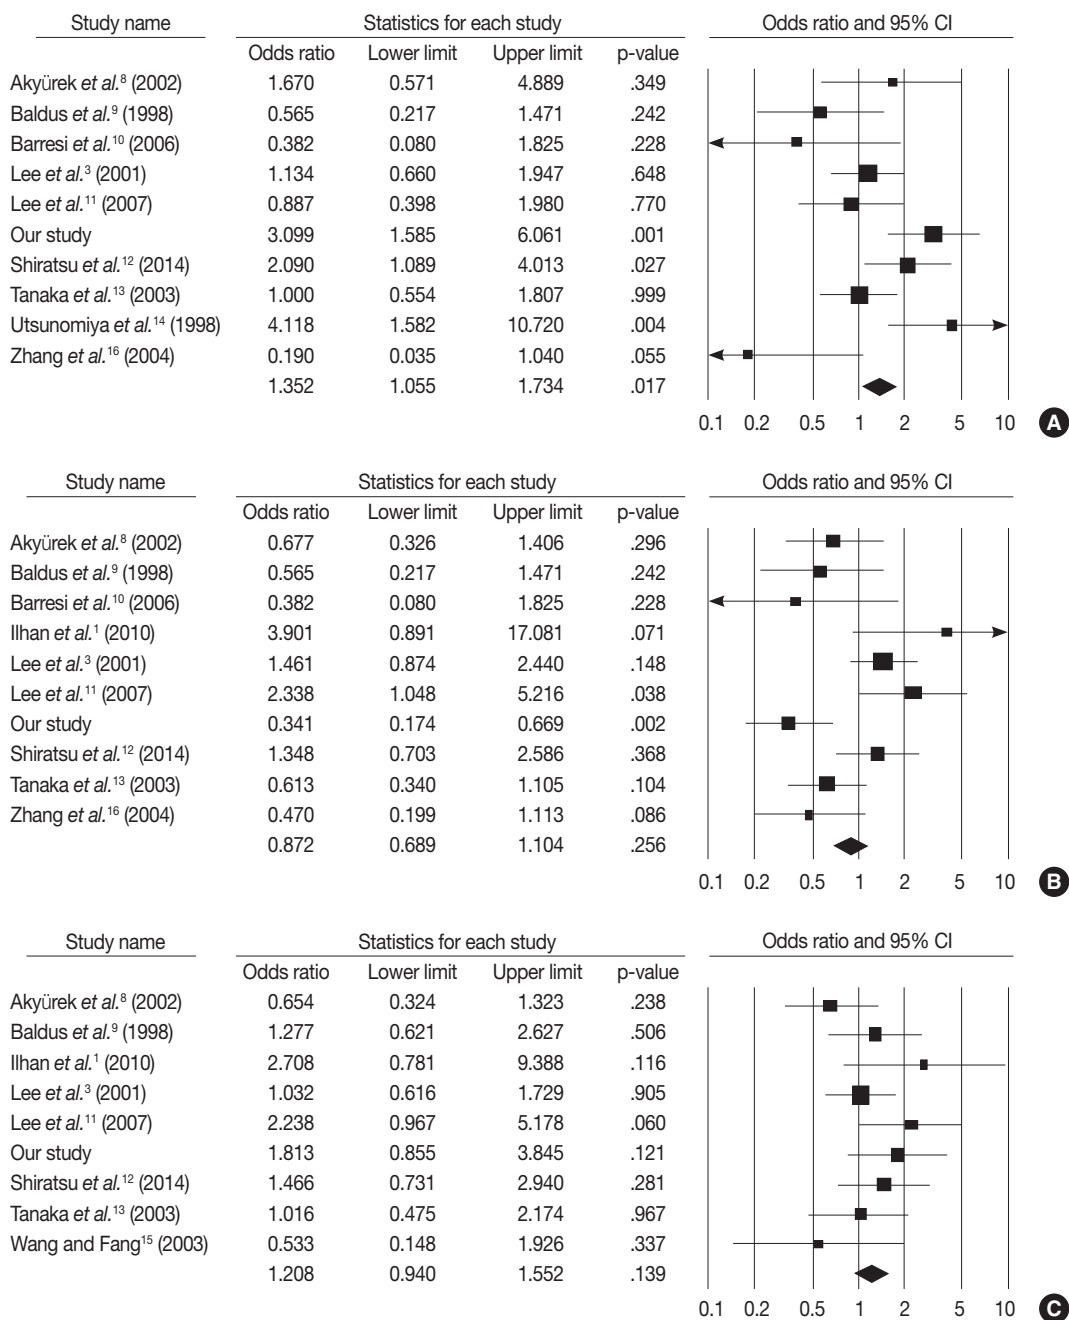 Study name Statistics for each study Odds ratio and 95% CI
Odds ratio Lower limit Upper limit p-value
Akyürek et al.⁸ (2002) 1.670 0.571 4.889 .349
Baldus et al.⁹ (1998) 0.565 0.217 1.471 .242
Barresi et al.¹⁰ (2006) 0.382 0.080 1.825 .228
Lee et al.³ (2001) 1.134 0.660 1.947 .648
Lee et al.¹¹ (2007) 0.887 0.398 1.980 .770
Our study 3.099 1.585 6.061 .001
Shiratsu et al.¹² (2014) 2.090 1.089 4.013 .027
Tanaka et al.¹³ (2003) 1.000 0.554 1.807 .999
Utsunomiya et al.¹⁴ (1998) 4.118 1.582 10.720 .004
Zhang et al.¹⁶ (2004) 0.190 0.035 1.040 .055
1.352 1.055 1.734 .017
0.1 0.2 0.5 1 2 5 10 A
Study name Statistics for each study Odds ratio and 95% CI
Odds ratio Lower limit Upper limit p-value
Akyürek et al.⁸ (2002) 0.677 0.326 1.406 .296
Baldus et al.⁹ (1998) 0.565 0.217 1.471 .242
Barresi et al.¹⁰ (2006) 0.382 0.080 1.825 .228
Ilhan et al.¹ (2010) 3.901 0.891 17.081 .071
Lee et al.³ (2001) 1.461 0.874 2.440 .148
Lee et al.¹¹ (2007) 2.338 1.048 5.216 .038
Our study 0.341 0.174 0.669 .002
Shiratsu et al.¹² (2014) 1.348 0.703 2.586 .368
Tanaka et al.¹³ (2003) 0.613 0.340 1.105 .104
Zhang et al.¹⁶ (2004) 0.470 0.199 1.113 .086
0.872 0.689 1.104 .256
0.1 0.2 0.5 1 2 5 10 B
Study name Statistics for each study Odds ratio and 95% CI
Odds ratio Lower limit Upper limit p-value
Akyürek et al.⁸ (2002) 0.654 0.324 1.323 .238
Baldus et al.⁹ (1998) 1.277 0.621 2.627 .506
Ilhan et al.¹ (2010) 2.708 0.781 9.388 .116
Lee et al.³ (2001) 1.032 0.616 1.729 .905
Lee et al.¹¹ (2007) 2.238 0.967 5.178 .060
Our study 1.813 0.855 3.845 .121
Shiratsu et al.¹² (2014) 1.466 0.731 2.940 .281
Tanaka et al.¹³ (2003) 1.016 0.475 2.174 .967
Wang and Fang¹⁵ (2003) 0.533 0.148 1.926 .337
1.208 0.940 1.552 .139
0.1 0.2 0.5 1 2 5 10 C